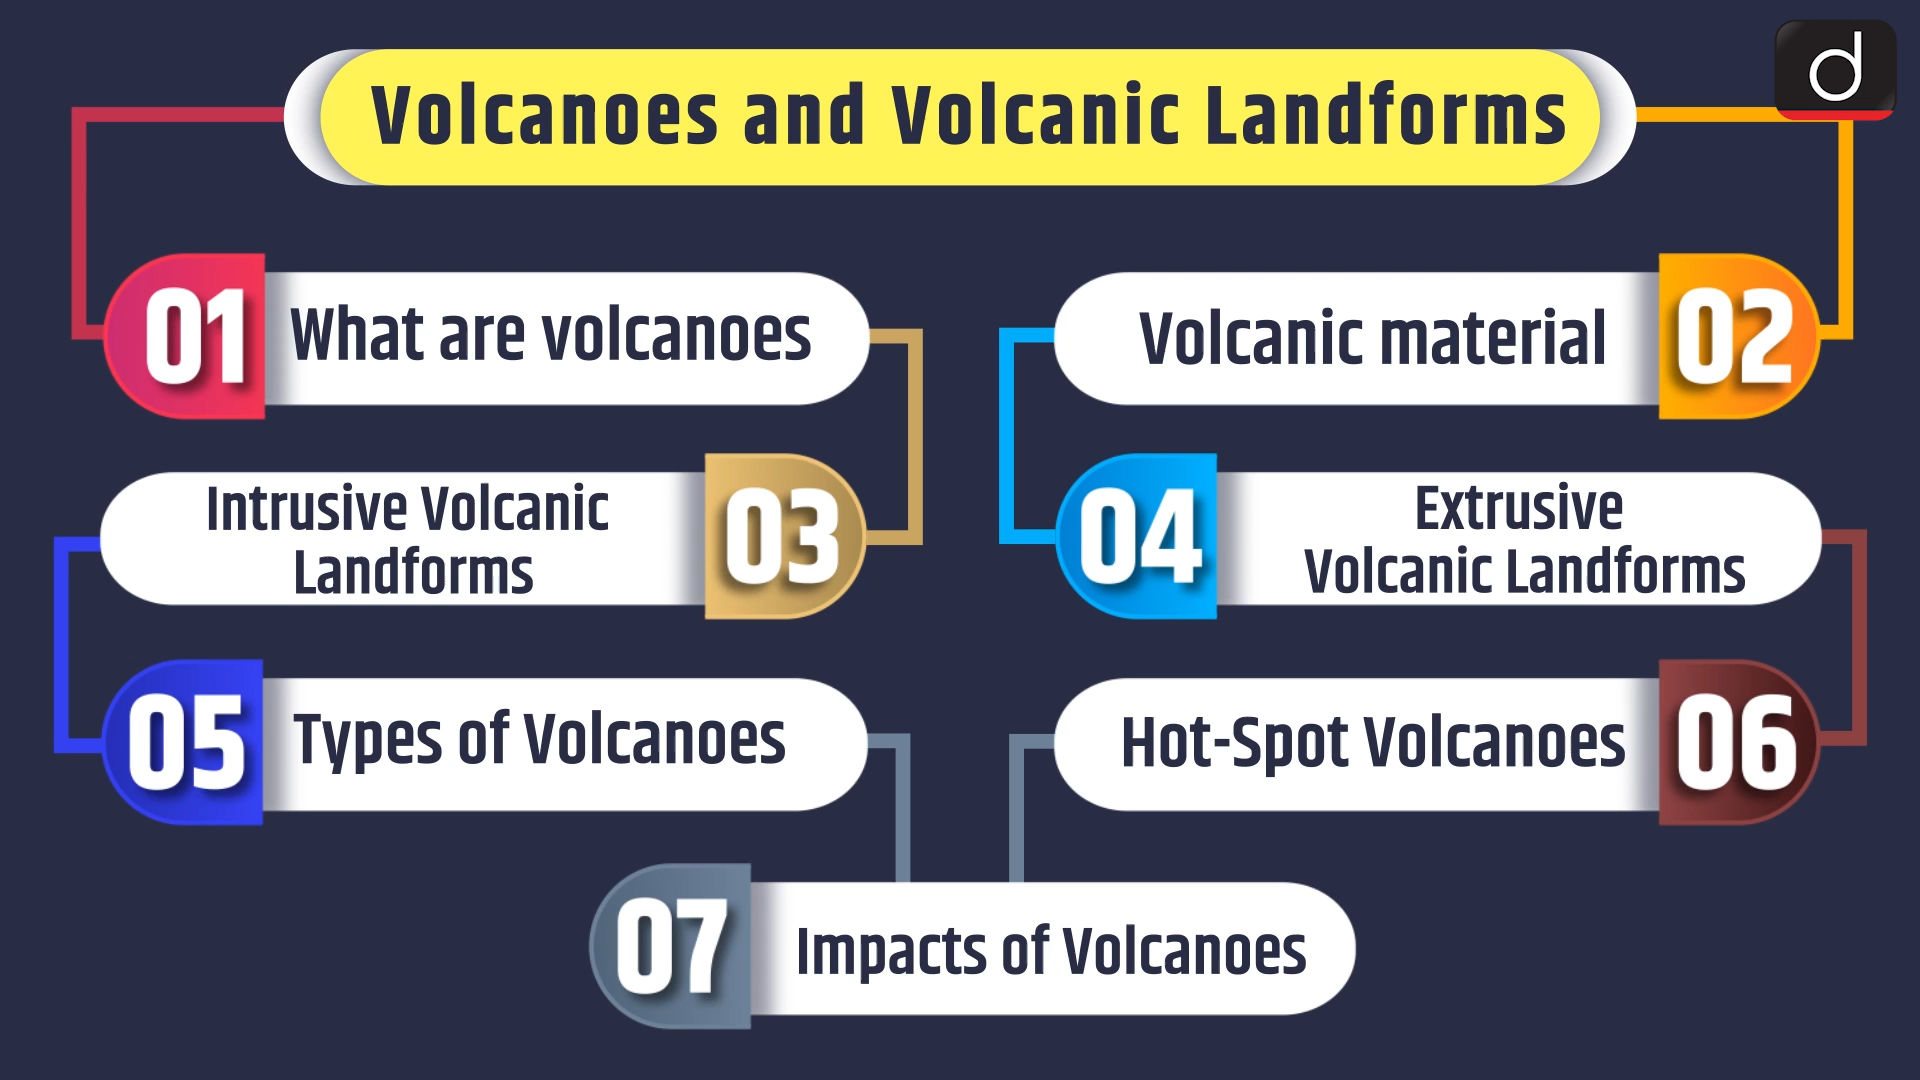 Volcanoes and Volcanic Landforms
d
01 What are volcanoes
Volcanic material 02
Intrusive Volcanic
Landforms
03
04
Extrusive
Volcanic Landforms
05 Types of Volcanoes
Hot-Spot Volcanoes 06
07 Impacts of Volcanoes